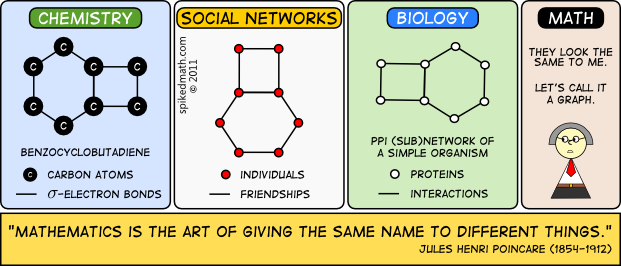 CHEMISTRY
C
C
C
C
C
C
C
C
BENZOCYCLOBUTADIENE
C CARBON ATOMS
σ-ELECTRON BONDS
SOCIAL NETWORKS
spikedmath.com
© 2011
INDIVIDUALS
FRIENDSHIPS
BIOLOGY
PPI (SUB)NETWORK OF
A SIMPLE ORGANISM
PROTEINS
INTERACTIONS
MATH
THEY LOOK THE
SAME TO ME.
LET'S CALL IT
A GRAPH.
"MATHEMATICS IS THE ART OF GIVING THE SAME NAME TO DIFFERENT THINGS."
JULES HENRI POINCARE (1854-1912)